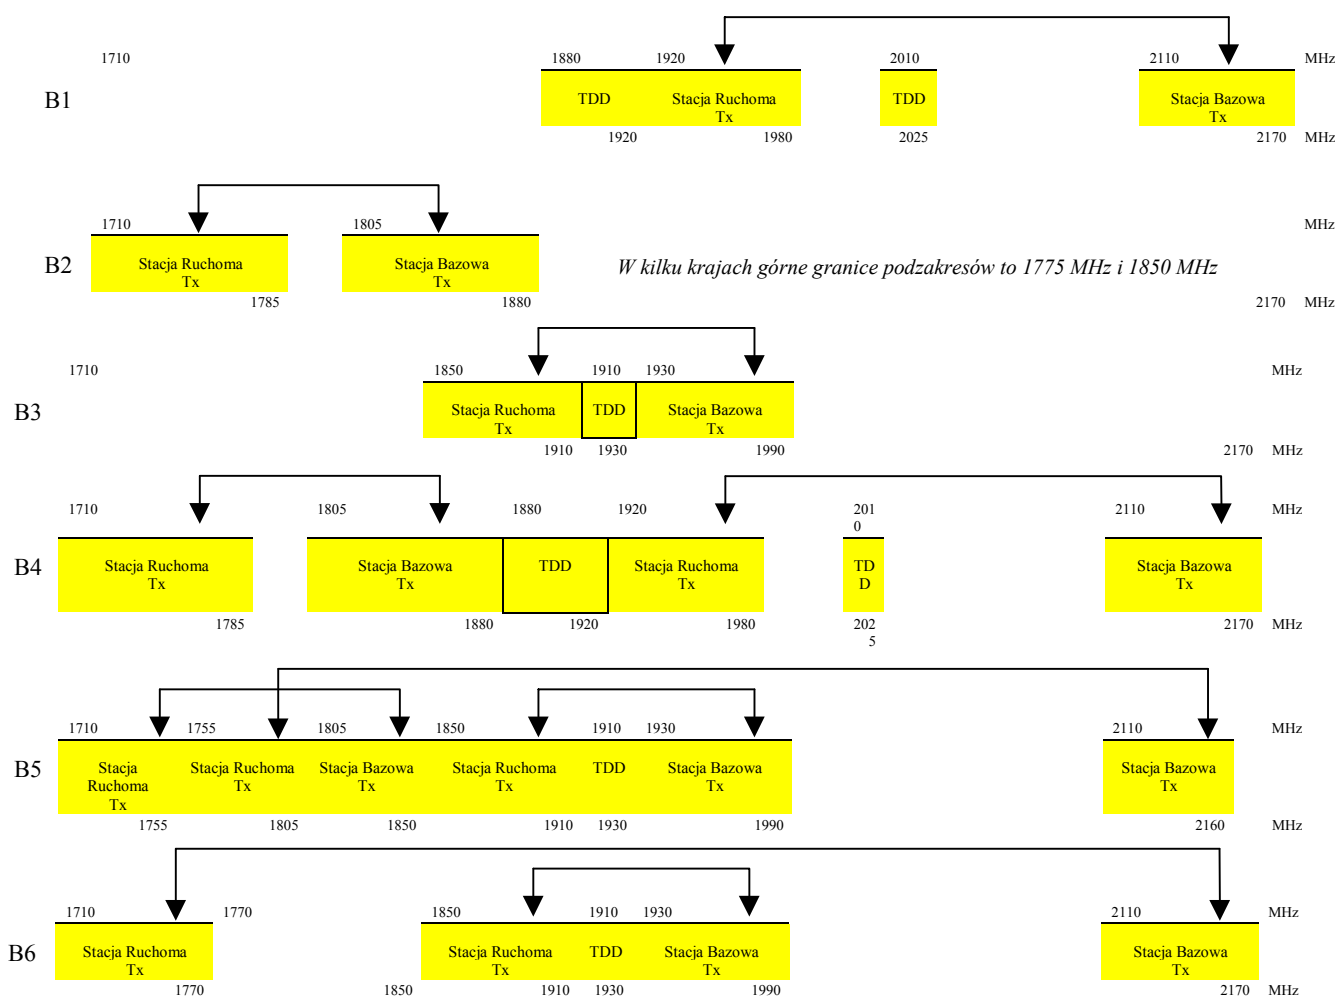 1710 1880 1920 2010 2110 MHz
B1 TDD Stacja Ruchoma TDD Stacja Bazowa
Tx Tx
1920 1980 2025 2170 MHz
1710 1805 MHz
B2 Stacja Ruchoma Stacja Bazowa W kilku krajach górne granice podzakresów to 1775 MHz i 1850 MHz
Tx Tx
1785 1880 2170 MHz
1710 1850 1910 1930 MHz
B3 Stacja Ruchoma TDD Stacja Bazowa
Tx Tx
1910 1930 1990 2170 MHz
1710 1805 1880 1920 201 2110 MHz
0
B4 Stacja Ruchoma Stacja Bazowa TDD Stacja Ruchoma TD Stacja Bazowa
Tx Tx Tx D Tx
1785 1880 1920 1980 202 2170 MHz
5
1710 1755 1805 1850 1910 1930 2110 MHz
B5 Stacja Stacja Ruchoma Stacja Bazowa Stacja Ruchoma TDD Stacja Bazowa Stacja Bazowa
Ruchoma Tx Tx Tx Tx Tx
Tx
1755 1805 1850 1910 1930 1990 2160 MHz
1710 1770 1850 1910 1930 2110 MHz
B6 Stacja Ruchoma Stacja Ruchoma TDD Stacja Bazowa Stacja Bazowa
Tx Tx Tx Tx
1770 1850 1910 1930 1990 2170 MHz